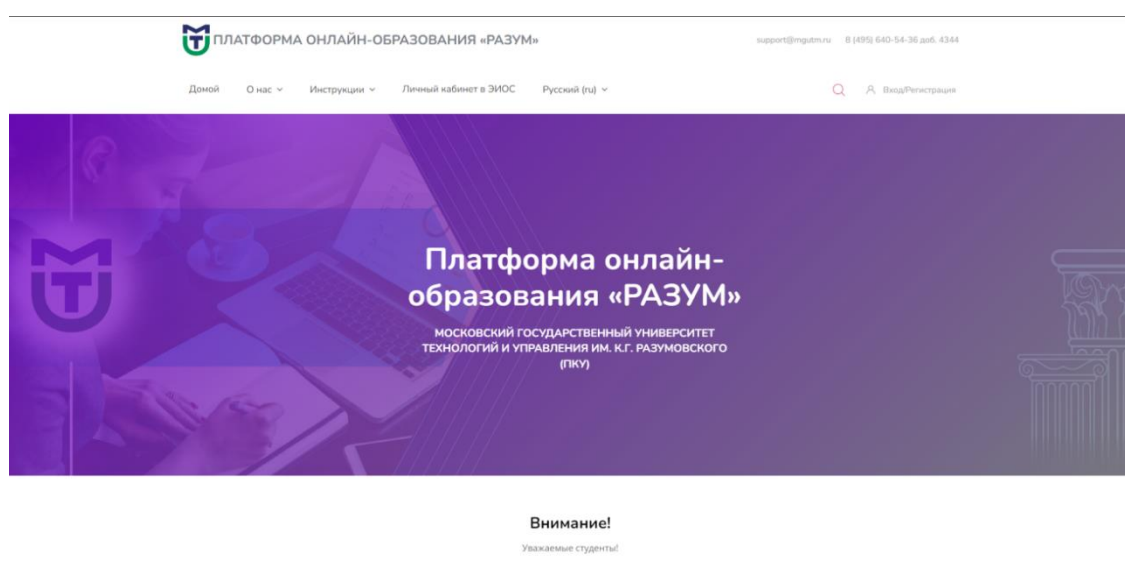 ПЛАТФОРМА ОНЛАЙН-ОБРАЗОВАНИЯ «РАЗУМ»
support@mgutm.ru 8 (495) 640-54-36 доб. 4344
Домой О нас Инструкции Личный кабинет в ЭИОС Русский (ru) Вход/Регистрация
Платформа онлайн-
образования «РАЗУМ»
МОСКОВСКИЙ ГОСУДАРСТВЕННЫЙ УНИВЕРСИТЕТ
ТЕХНОЛОГИЙ И УПРАВЛЕНИЯ ИМ. К.Г. РАЗУМОВСКОГО
(ПКУ)
Внимание!
Уважаемые студенты!